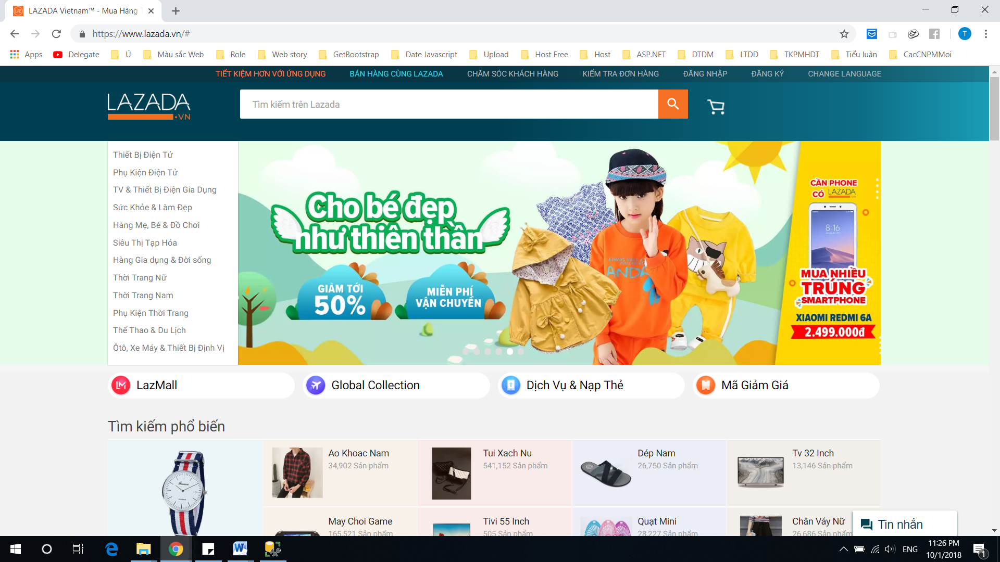 LAZADA Vietnam™ - Mua Hàng T
https://www.lazada.vn/#
T
Apps Delegate Ú Màu sắc Web Role Web story GetBootstrap Date Javascript Upload Host Free Host ASP.NET DTDM LTDD TKPMHDT Tiểu luận CacCNPMMoi
TIẾT KIỆM HƠN VỚI ỨNG DỤNG BÁN HÀNG CÙNG LAZADA CHĂM SÓC KHÁCH HÀNG KIỂM TRA ĐƠN HÀNG ĐĂNG NHẬP ĐĂNG KÝ CHANGE LANGUAGE
LAZADA
.VN
Tìm kiếm trên Lazada
Thiết Bị Điện Tử
Phụ Kiện Điện Tử
TV & Thiết Bị Điện Gia Dụng
Sức Khỏe & Làm Đẹp
Hàng Mẹ, Bé & Đồ Chơi
Siêu Thị Tạp Hóa
Hàng Gia dụng & Đời sống
Thời Trang Nữ
Thời Trang Nam
Phụ Kiện Thời Trang
Thể Thao & Du Lịch
Ôtô, Xe Máy & Thiết Bị Định Vị
Cho bé đẹp
như thiên thần
GIẢM TỚI
50%
MIỄN PHÍ
VẬN CHUYỂN
ANDA
CẦN PHONE
CÓ LAZADA
8:16
MUA NHIỀU
TRÚNG
SMARTPHONE
XIAOMI REDMI 6A
2.499.000đ
LazMall
Global Collection
Dịch Vụ & Nạp Thẻ
Mã Giảm Giá
Tìm kiếm phổ biến
Geneva
Ao Khoac Nam
34,902 Sản phẩm
Tui Xach Nu
541,152 Sản phẩm
Dép Nam
26,750 Sản phẩm
Tv 32 Inch
13,146 Sản phẩm
May Choi Game
165,521 Sản phẩm
Tivi 55 Inch
505 Sản phẩm
Quạt Mini
28,227 Sản phẩm
Chân Váy Nữ
26,686 Sản phẩm
Tin nhắn
ENG
11:26 PM
10/1/2018
1